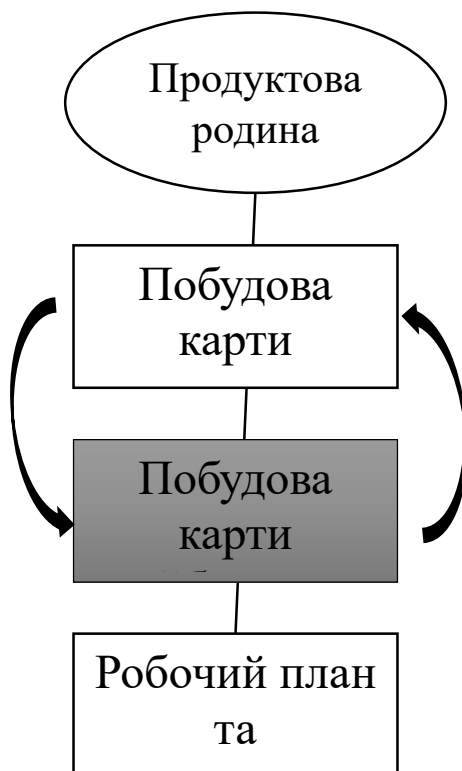 Продуктова
родина
Побудова
карти
Побудова
карти
Робочий план
та